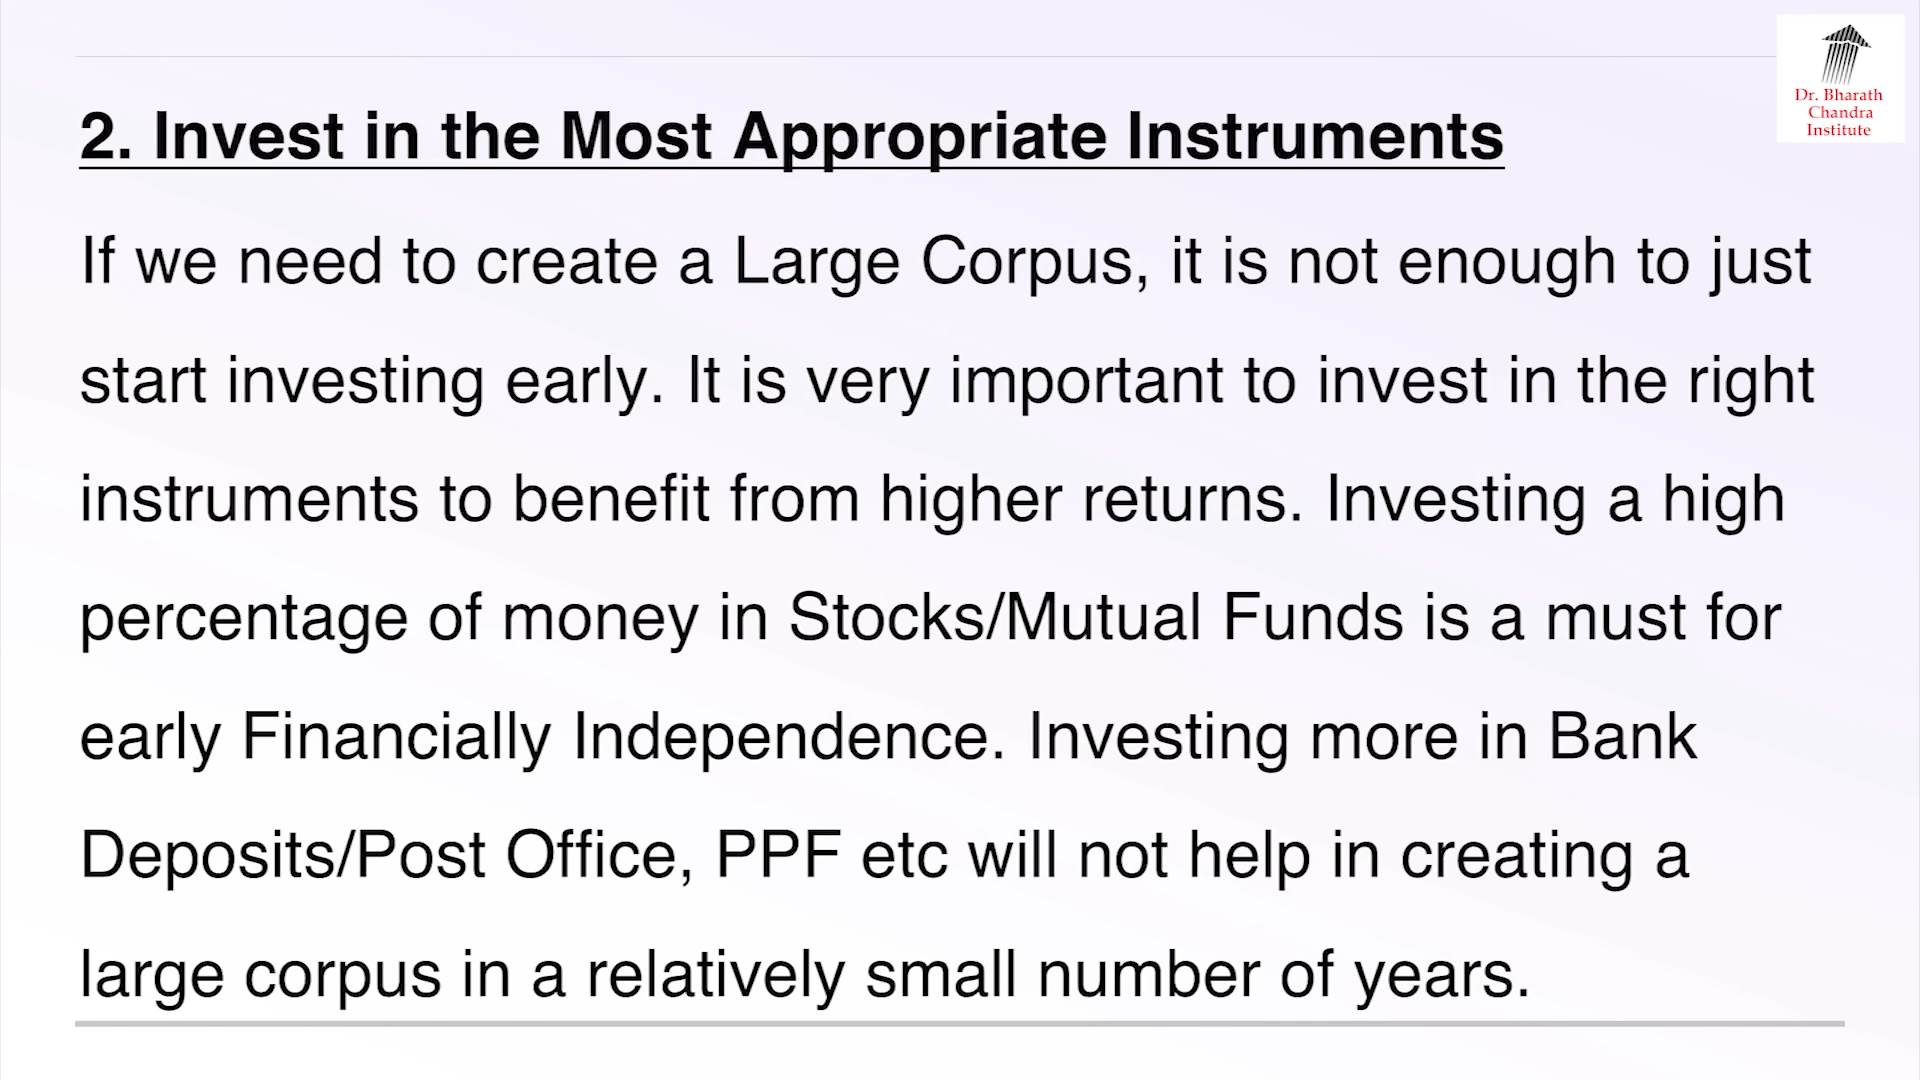 Dr. Bharath
Chandra
Institute
2. Invest in the Most Appropriate Instruments
If we need to create a Large Corpus, it is not enough to just
start investing early. It is very important to invest in the right
instruments to benefit from higher returns. Investing a high
percentage of money in Stocks/Mutual Funds is a must for
early Financially Independence. Investing more in Bank
Deposits/Post Office, PPF etc will not help in creating a
large corpus in a relatively small number of years.